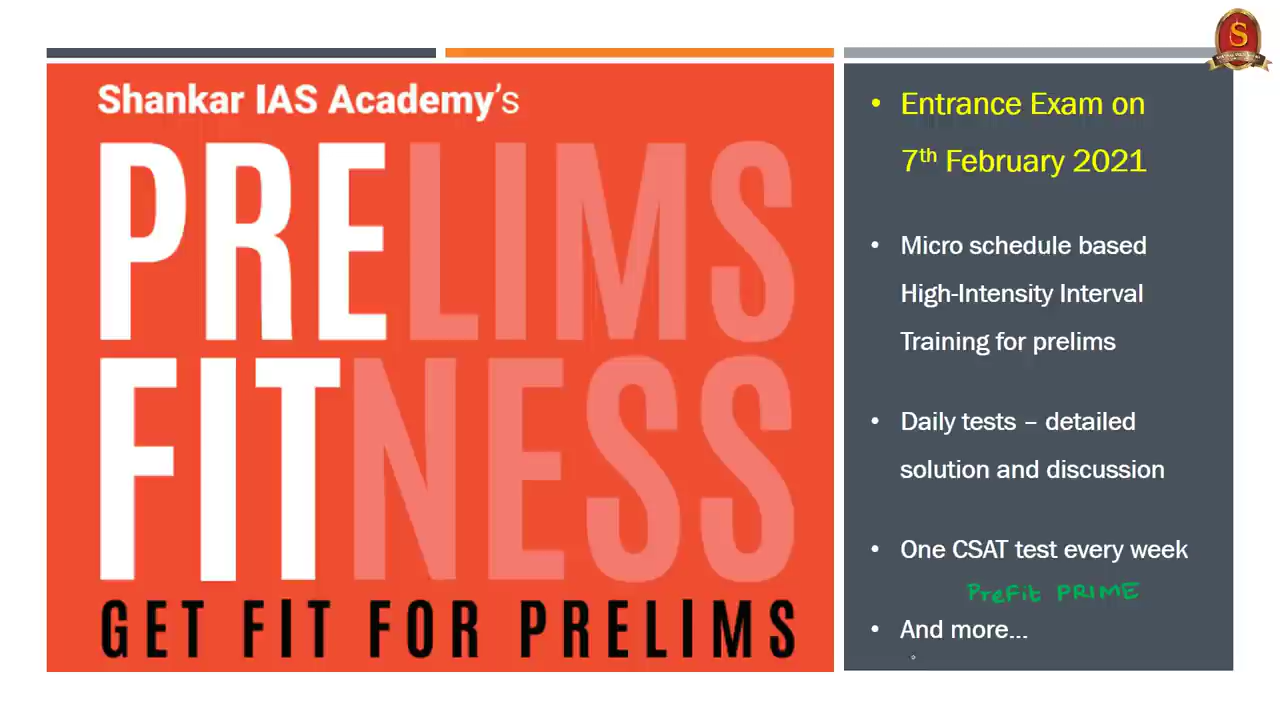 Shankar IAS Academy's
PRELIMS
FITNESS
GET FIT FOR PRELIMS
S
• Entrance Exam on
7th February 2021
• Micro schedule based
High-Intensity Interval
Training for prelims
• Daily tests – detailed
solution and discussion
• One CSAT test every week
PreFit PRIME
• And more...